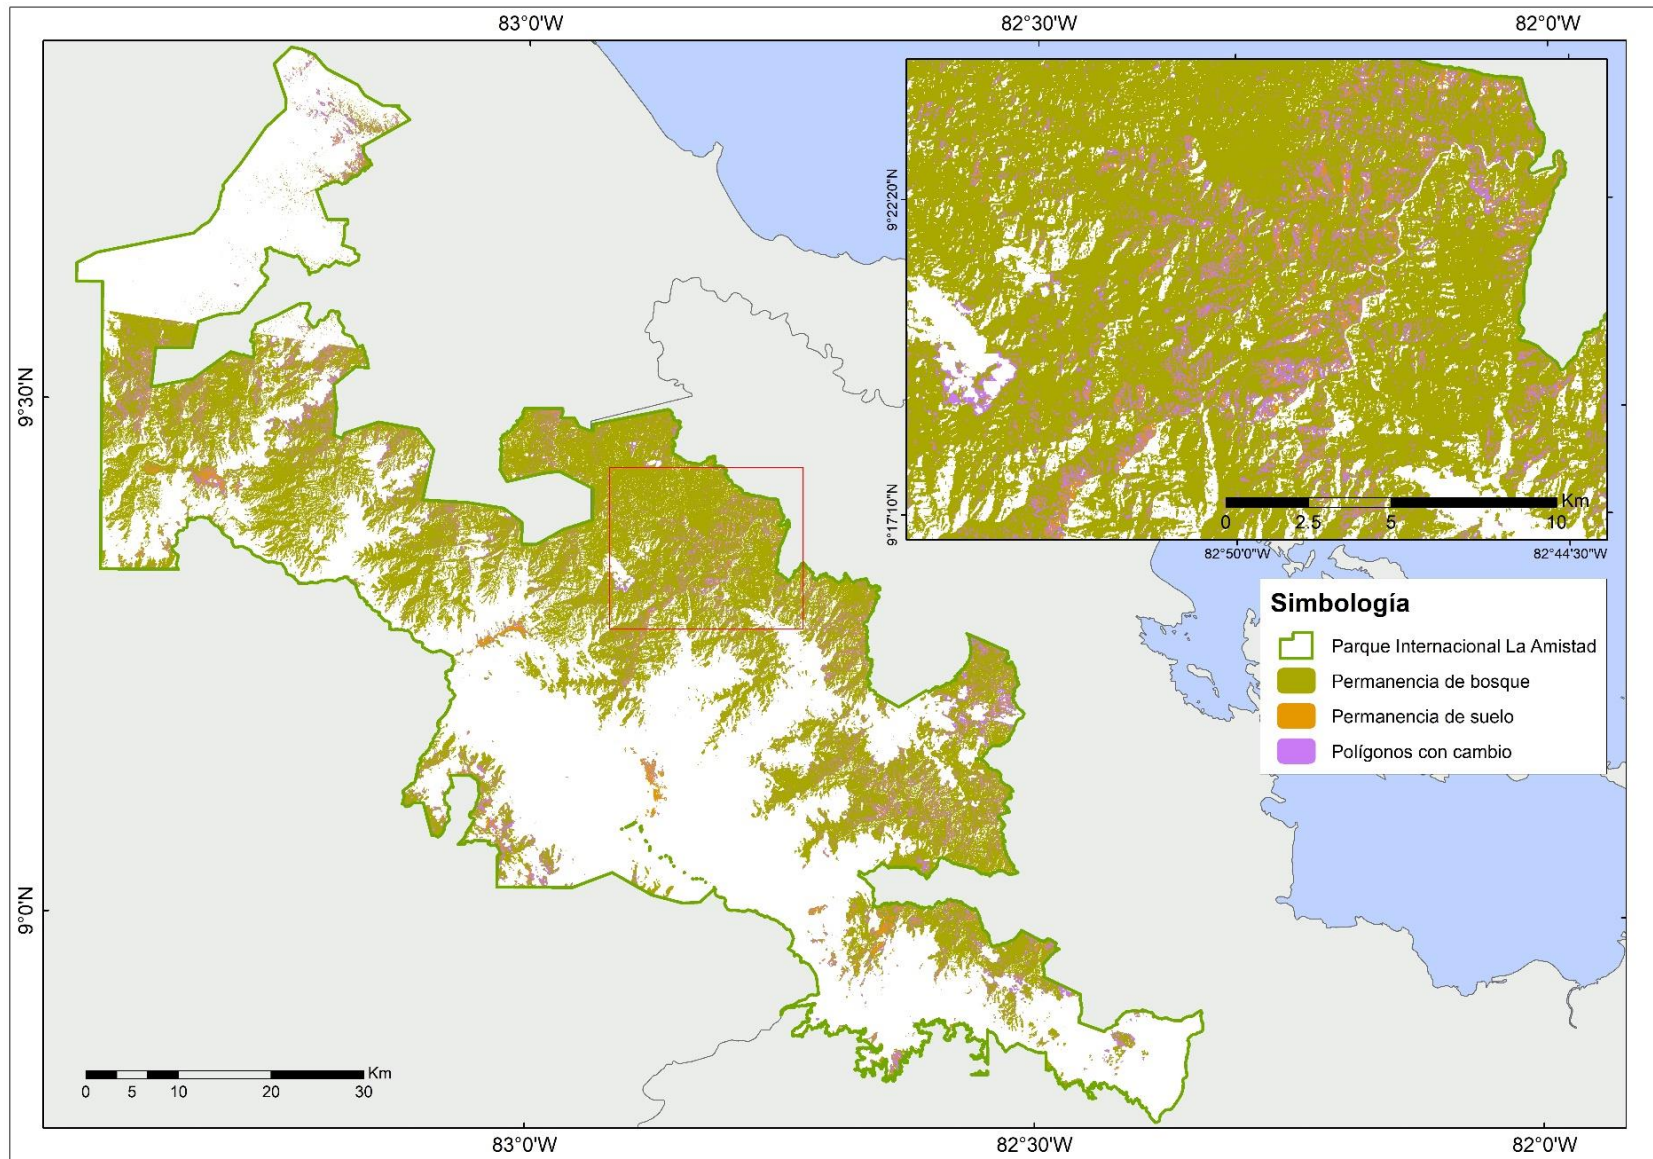 83°0'W
82°30'W
82°0'W
9°30'N
9°0'N
9°22'20"N
9°17'10"N
Km
0
2.5
5
10
82°50'0"W
82°44'30"W
Simbología
Parque Internacional La Amistad
Permanencia de bosque
Permanencia de suelo
Polígonos con cambio
Km
0
5
10
20
30
83°0'W
82°30'W
82°0'W